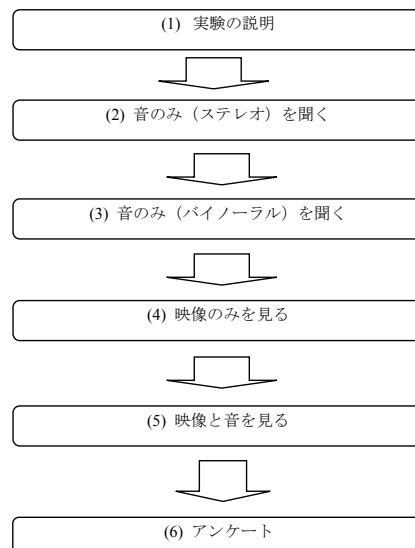 (1) 実験の説明
(2) 音のみ（ステレオ）を聞く
(3) 音のみ（バイノーラル）を聞く
(4) 映像のみを見る
(5) 映像と音を見る
(6) アンケート